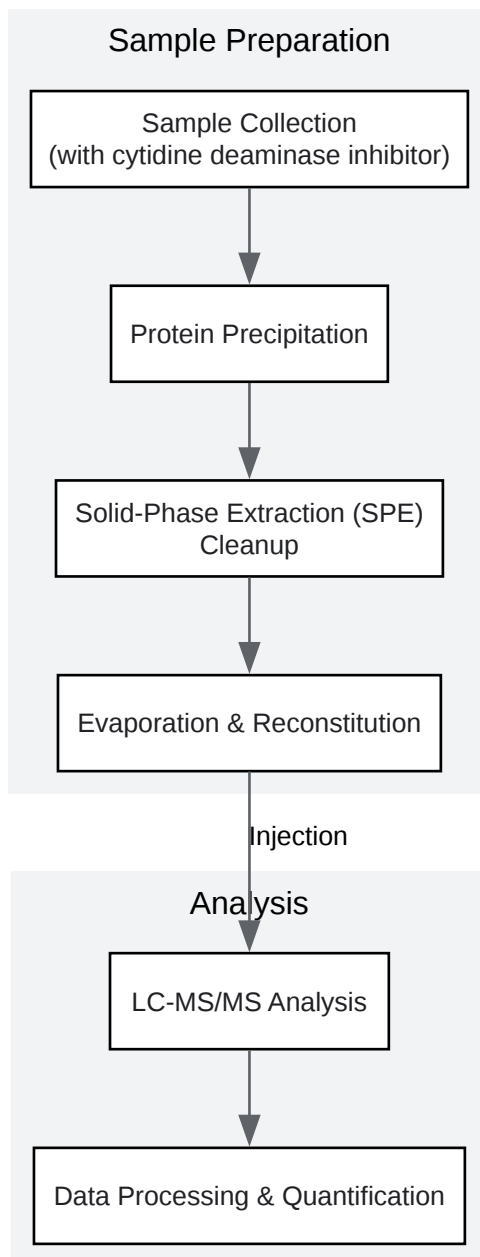 Sample Preparation
Sample Collection
(with cytidine deaminase inhibitor)
Protein Precipitation
Solid-Phase Extraction (SPE)
Cleanup
Evaporation & Reconstitution
Injection
Analysis
LC-MS/MS Analysis
Data Processing & Quantification